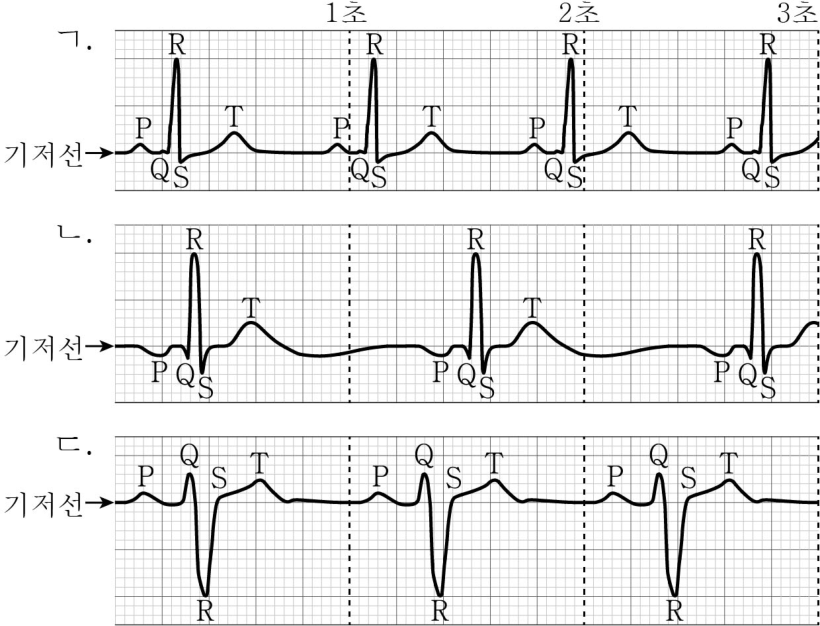 1초 2초 3초
ㄱ.
R R R R
P T P T P T P
기저선
Q S Q S Q S Q S
ㄴ.
R R R
T T
기저선
P Q S P Q S P Q S
ㄷ.
P Q S T P Q S T P Q S T
기저선
R R R